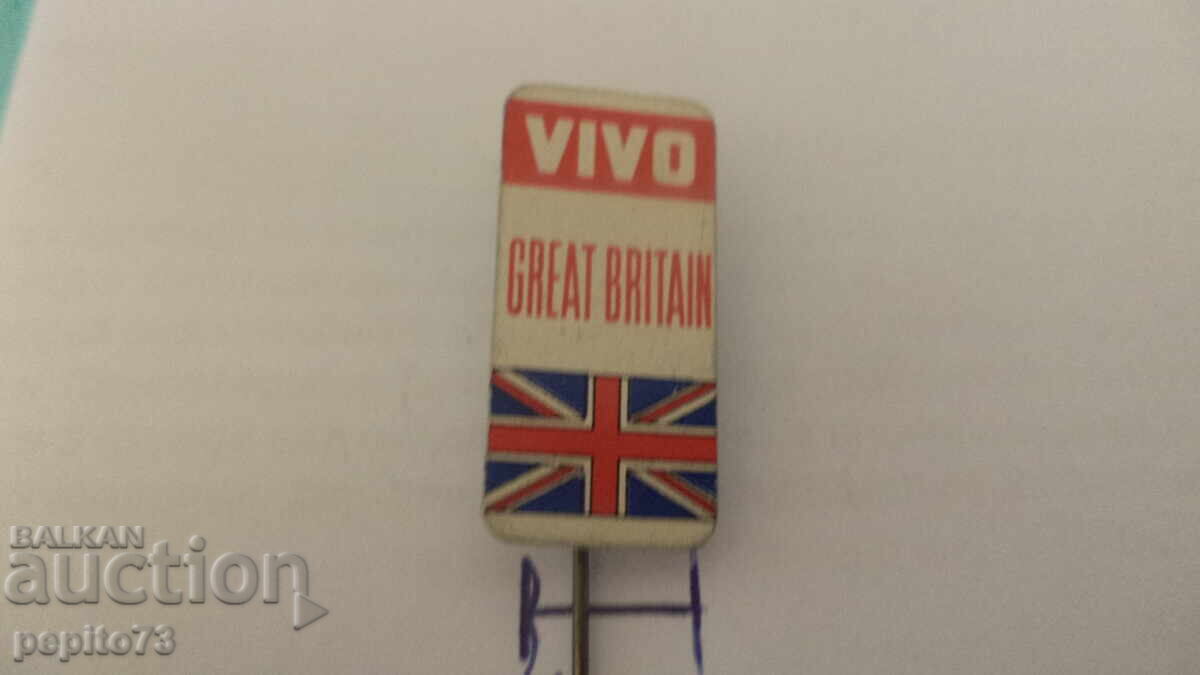 VIVO
GREAT BRITAIN
BALKAN
auction
pepito73